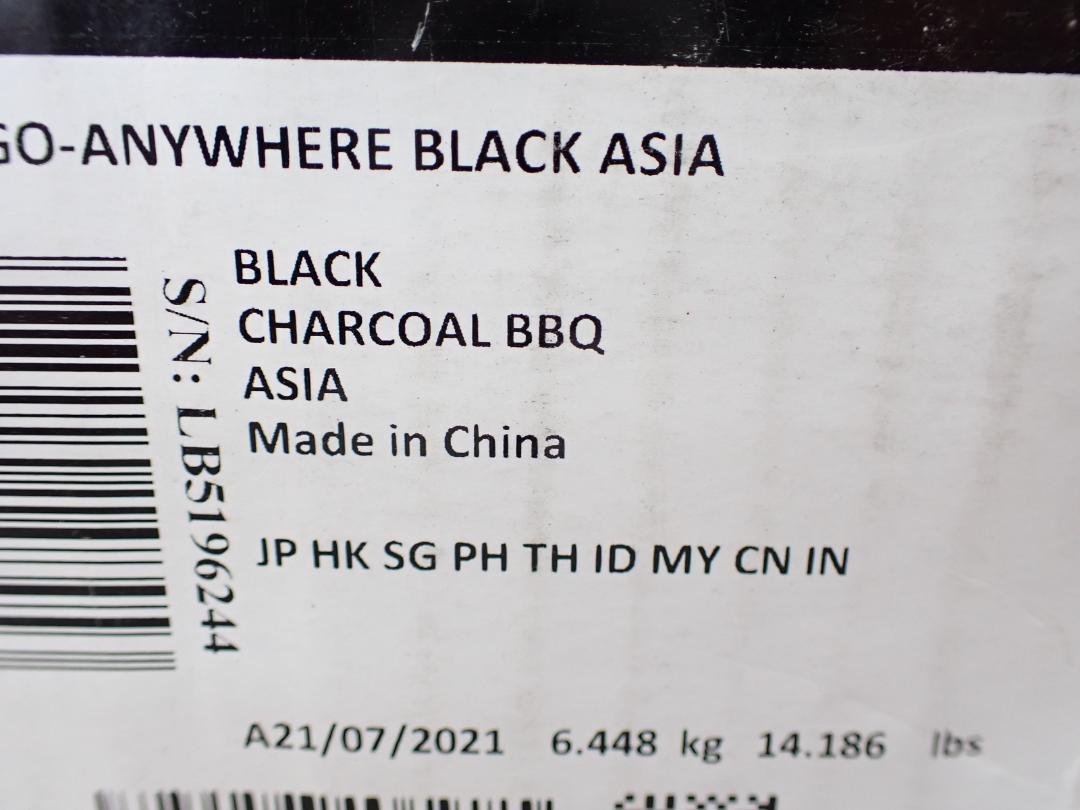 GO-ANYWHERE BLACK ASIA
BLACK
CHARCOAL BBQ
ASIA
Made in China
S/N: LB5196244
JP HK SG PH TH ID MY CN IN
A21/07/2021 6.448 kg 14.186 lbs